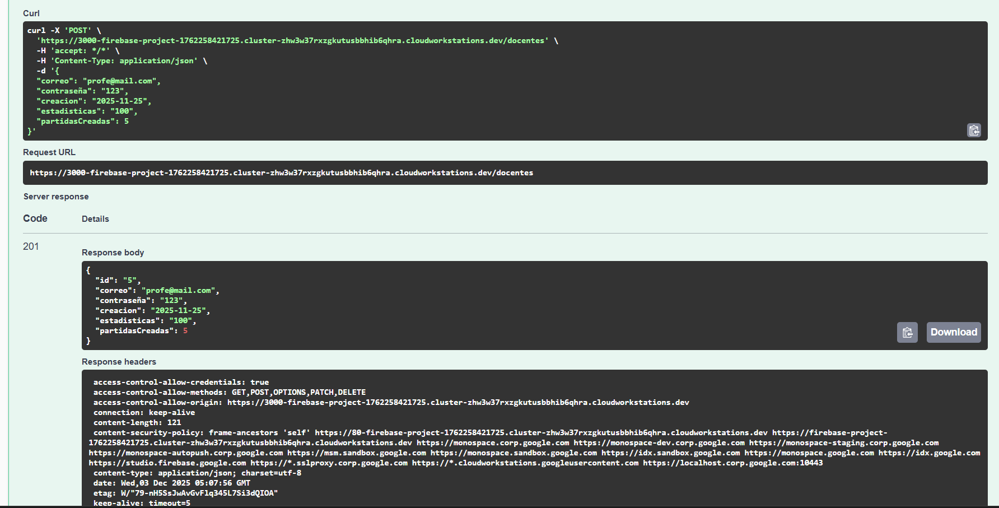 Curl
curl -X 'POST' \
'https://3000-firebase-project-1762258421725.cluster-zhw3w37rxzgkutusbbhib6qhra.cloudworkstations.dev/docentes' \
-H 'accept: */*' \
-H 'Content-Type: application/json' \
-d '{
"correo": "profe@mail.com",
"contraseña": "123",
"creacion": "2025-11-25",
"estadisticas": "100",
"partidasCreadas": 5
}'
Request URL
https://3000-firebase-project-1762258421725.cluster-zhw3w37rxzgkutusbbhib6qhra.cloudworkstations.dev/docentes
Server response
Code Details
201
Response body
{
"id": "5",
"correo": "profe@mail.com",
"contraseña": "123",
"creacion": "2025-11-25",
"estadisticas": "100",
"partidasCreadas": 5
}
Download
Response headers
access-control-allow-credentials: true
access-control-allow-methods: GET,POST,OPTIONS,PATCH,DELETE
access-control-allow-origin: https://3000-firebase-project-1762258421725.cluster-zhw3w37rxzgkutusbbhib6qhra.cloudworkstations.dev
connection: keep-alive
content-length: 121
content-security-policy: frame-ancestors 'self' https://80-firebase-project-1762258421725.cluster-zhw3w37rxzgkutusbbhib6qhra.cloudworkstations.dev https://firebase-project-
1762258421725.cluster-zhw3w37rxzgkutusbbhib6qhra.cloudworkstations.dev https://monospace.corp.google.com https://monospace-dev.corp.google.com https://monospace-staging.corp.google.com
https://monospace-autopush.corp.google.com https://msm.sandbox.google.com https://monospace.sandbox.google.com https://idx.sandbox.google.com https://monospace.google.com https://idx.google.com
https://studio.firebase.google.com https://*.sslproxy.corp.google.com https://*.cloudworkstations.googleusercontent.com https://localhost.corp.google.com:10443
content-type: application/json; charset=utf-8
date: Wed,03 Dec 2025 05:07:56 GMT
etag: W/"79-nH5SsJwAvGvFlq345L7Si3dQIOA"
keep-alive: timeout=5